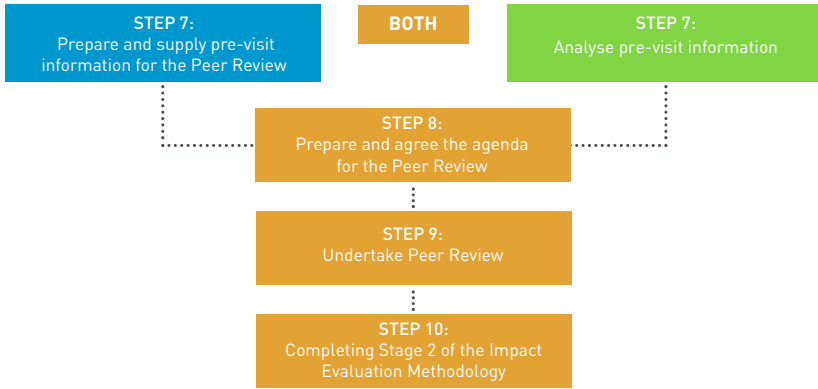 STEP 7:
Prepare and supply pre-visit
information for the Peer Review
BOTH
STEP 7:
Analyse pre-visit information
STEP 8:
Prepare and agree the agenda
for the Peer Review
STEP 9:
Undertake Peer Review
STEP 10:
Completing Stage 2 of the Impact
Evaluation Methodology